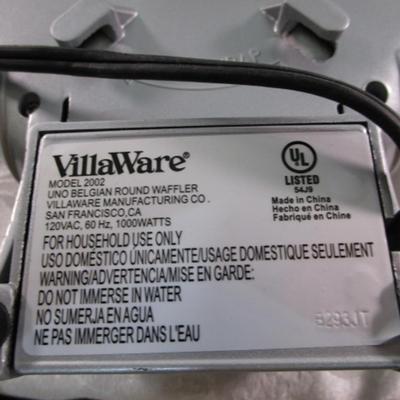 VillaWare®
MODEL 2002
UNO BELGIAN ROUND WAFFLER
VILLAWARE MANUFACTURING CO.
SAN FRANCISCO,CA
120VAC, 60 Hz, 1000WATTS
UL
LISTED
54J9
Made in China
Hecho en China
Fabriqué en Chine
FOR HOUSEHOLD USE ONLY
USO DOMÉSTICO ÚNICAMENTE/USAGE DOMESTIQUE SEULEMENT
WARNING/ADVERTENCIA/MISE EN GARDE:
DO NOT IMMERSE IN WATER
NO SUMERJA EN AGUA
NE PAS IMMERGER DANS L'EAU